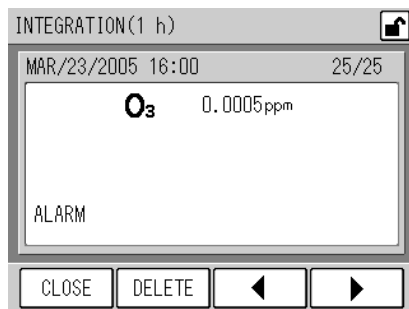 INTEGRATION(1 h)
MAR/23/2005 16:00 25/25
O₃ 0.0005ppm
ALARM
CLOSE DELETE ◀ ▶